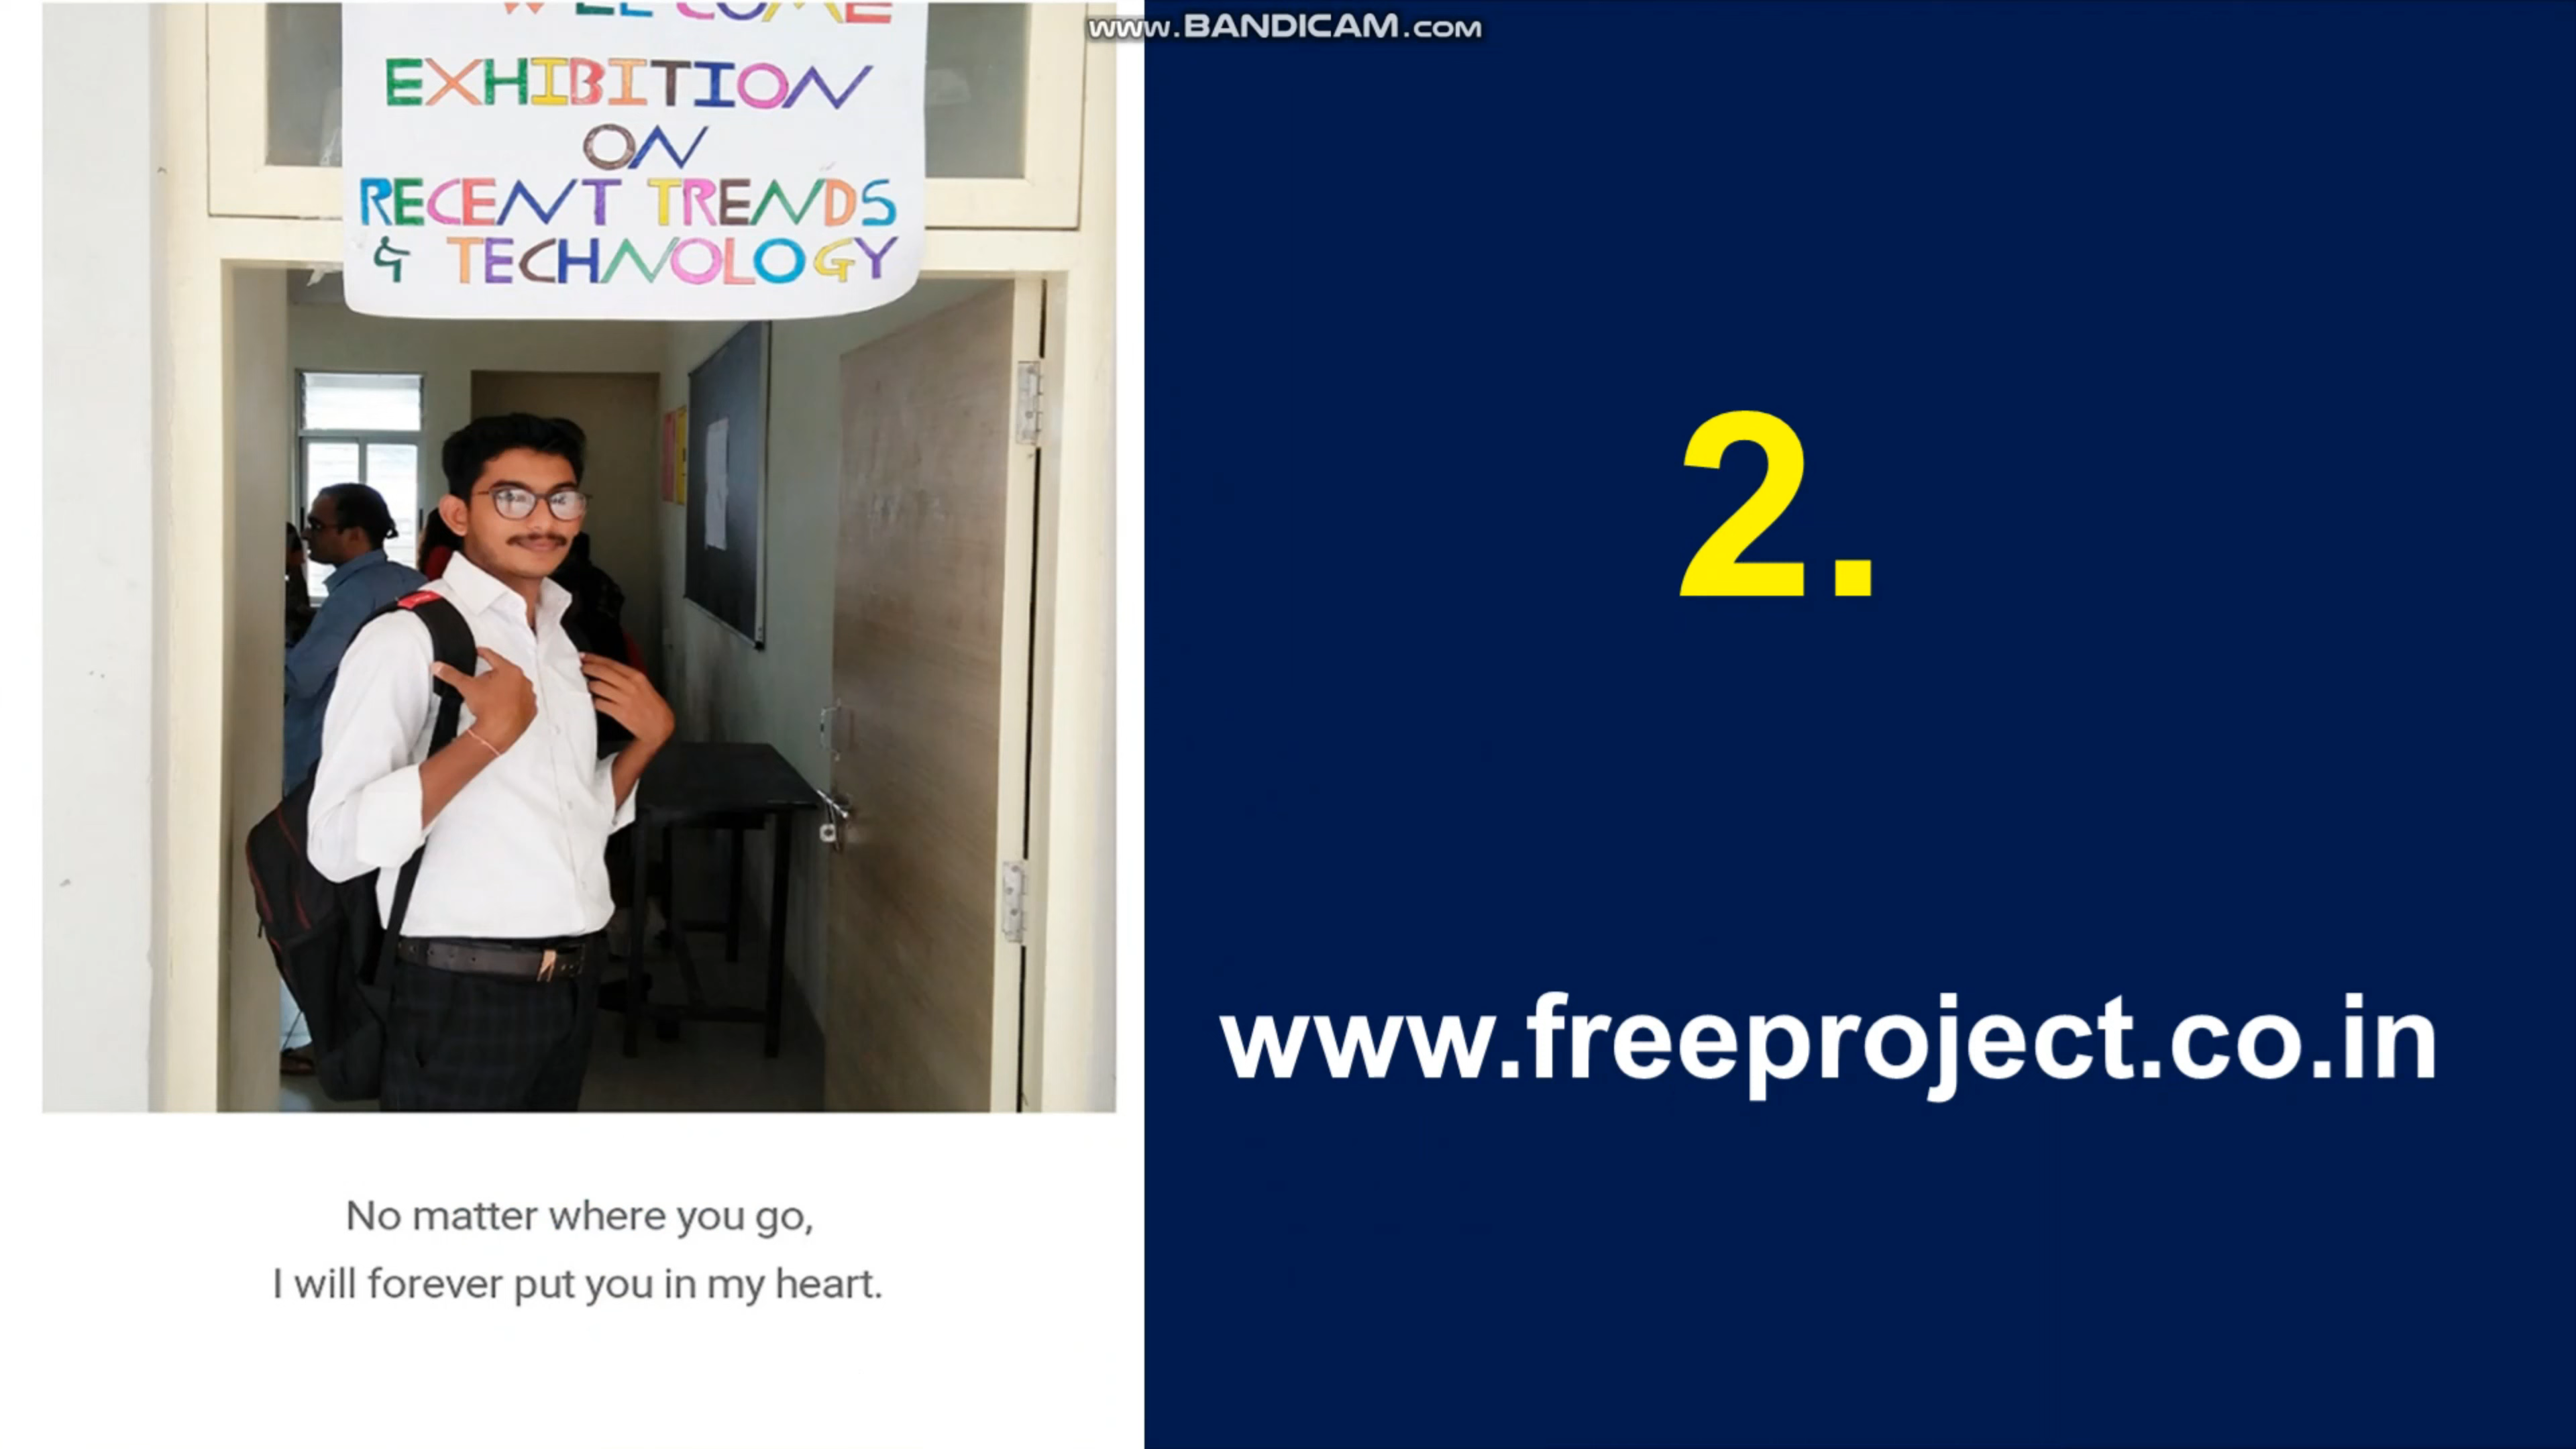 WELCOME
EXHIBITION
ON
RECENT TRENDS
& TECHNOLOGY
No matter where you go,
I will forever put you in my heart.
www.BANDICAM.COM
2.
www.freeproject.co.in